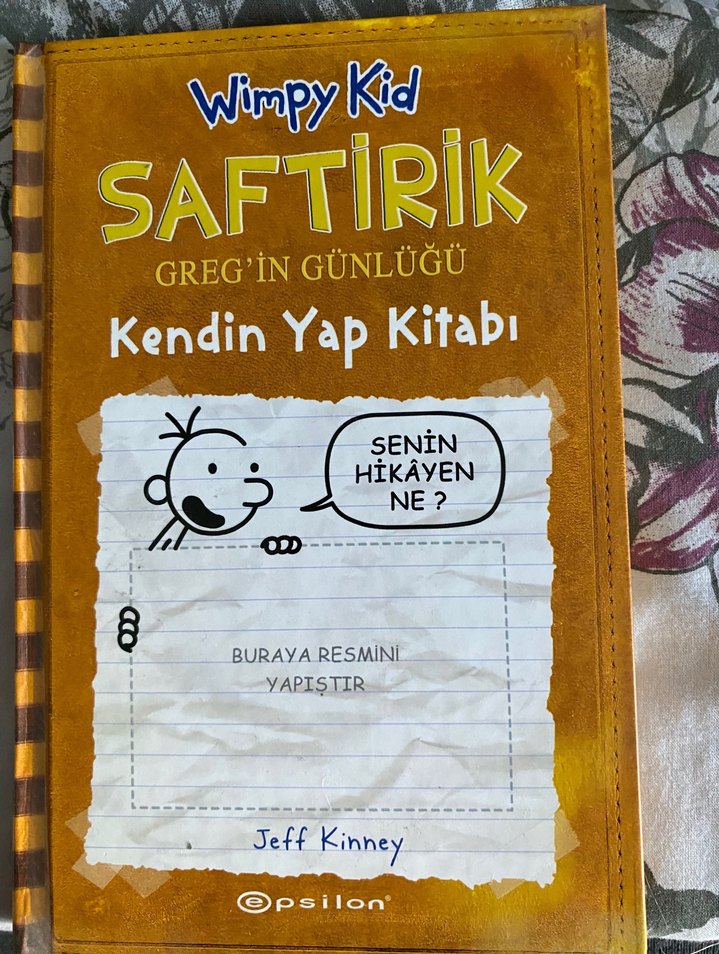 Wimpy Kid
SAFTİRİK
GREG'İN GÜNLÜĞÜ
Kendin Yap Kitabı
SENİN
HİKÂYEN
NE ?
BURAYA RESMİNİ
YAPIŞTIR
Jeff Kinney
epsilon®